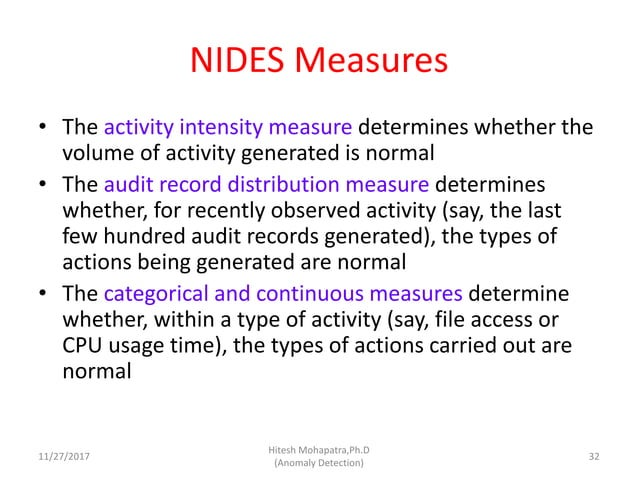 NIDES Measures
• The activity intensity measure determines whether the
volume of activity generated is normal
• The audit record distribution measure determines
whether, for recently observed activity (say, the last
few hundred audit records generated), the types of
actions being generated are normal
• The categorical and continuous measures determine
whether, within a type of activity (say, file access or
CPU usage time), the types of actions carried out are
normal
11/27/2017
Hitesh Mohapatra,Ph.D
(Anomaly Detection)
32